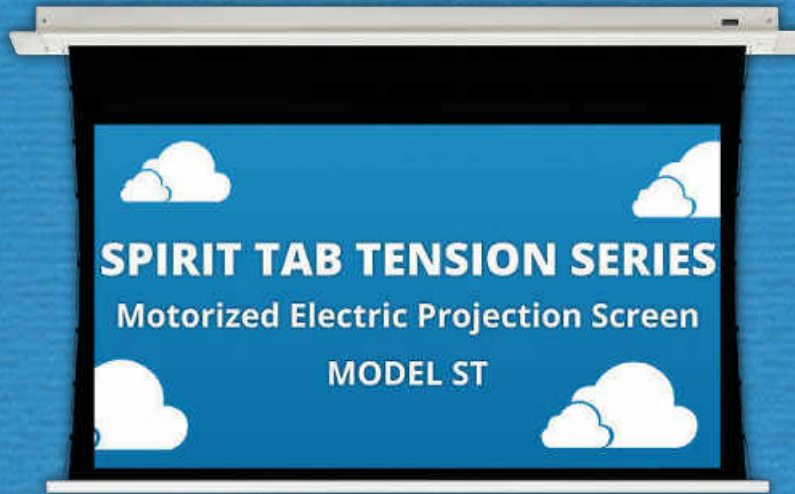 SPIRIT TAB TENSION SERIES
Motorized Electric Projection Screen
MODEL ST